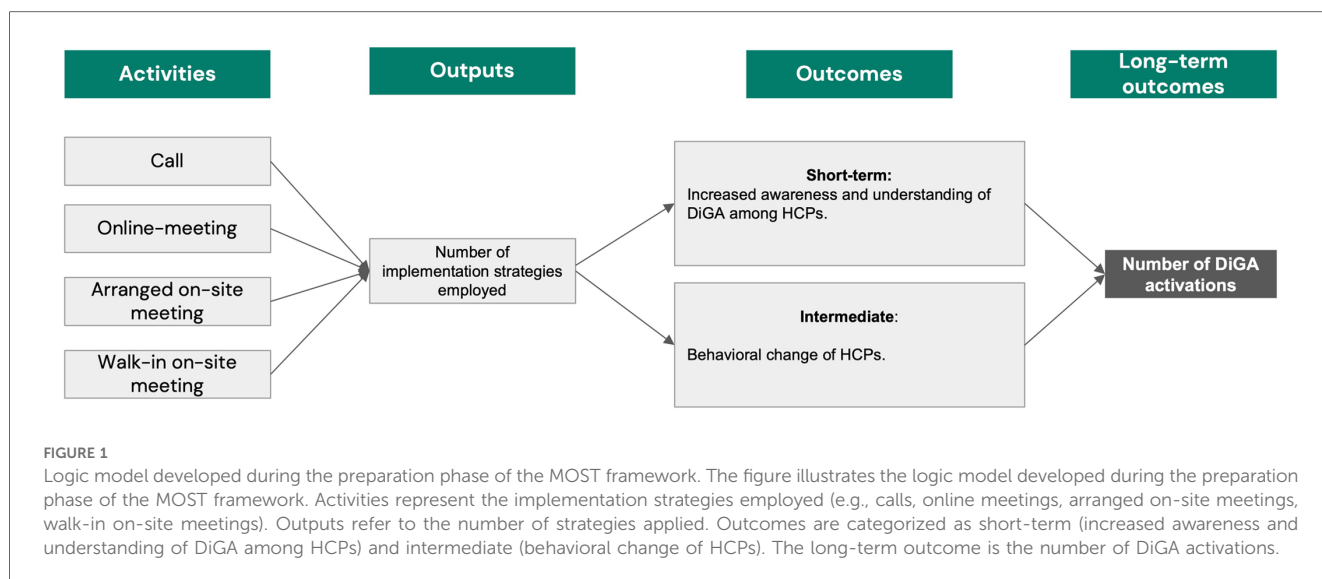 Activities
Outputs
Outcomes
Long-term
outcomes
Call
Online-meeting
Arranged on-site
meeting
Walk-in on-site
meeting
Number of
implementation strategies
employed
Short-term:
Increased awareness and understanding of
DiGA among HCPs.
Intermediate:
Behavioral change of HCPs.
Number of DiGA
activations
FIGURE 1
Logic model developed during the preparation phase of the MOST framework. The figure illustrates the logic model developed during the preparation
phase of the MOST framework. Activities represent the implementation strategies employed (e.g., calls, online meetings, arranged on-site meetings,
walk-in on-site meetings). Outputs refer to the number of strategies applied. Outcomes are categorized as short-term (increased awareness and
understanding of DiGA among HCPs) and intermediate (behavioral change of HCPs). The long-term outcome is the number of DiGA activations.